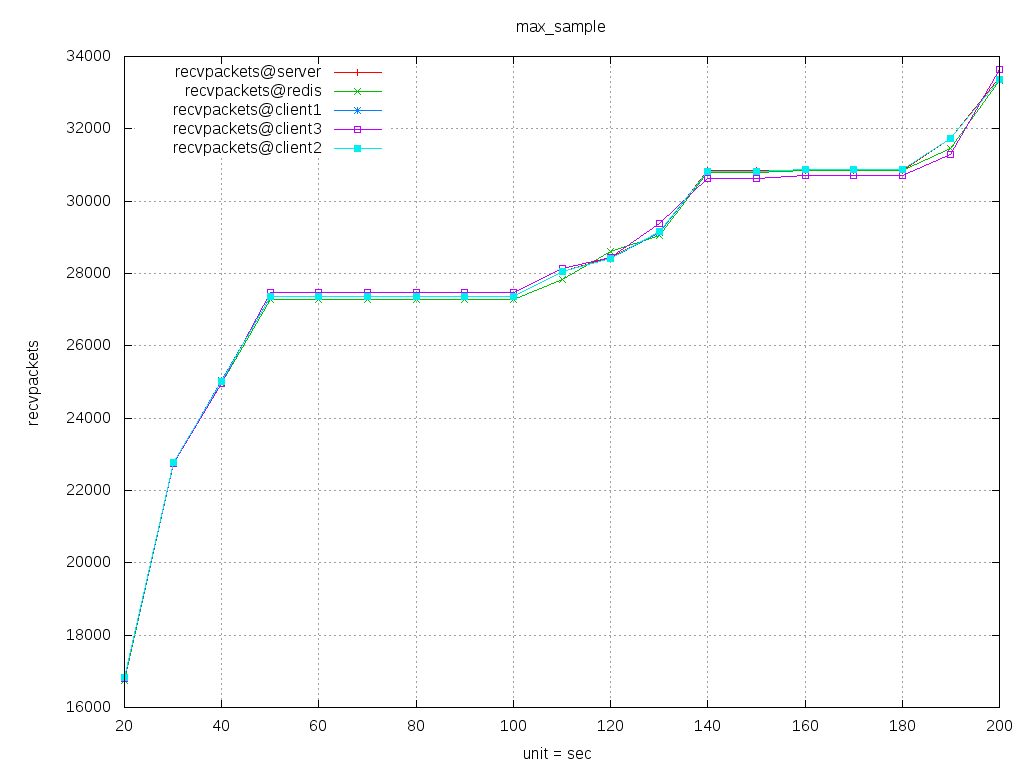 max_sample
recvpackets@server
recvpackets@redis
recvpackets@client1
recvpackets@client3
recvpackets@client2
recvpackets
34000
32000
30000
28000
26000
24000
22000
20000
18000
16000
20 40 60 80 100 120 140 160 180 200
unit = sec